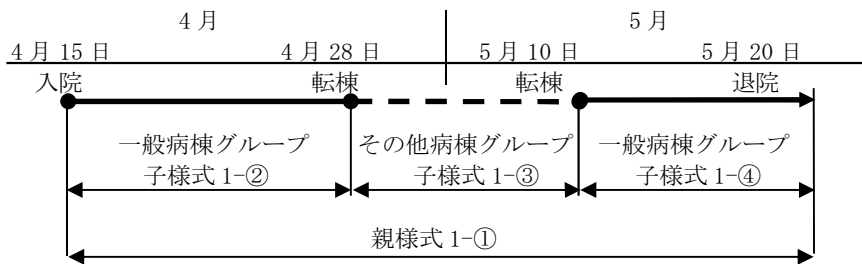 4月 5月
4月15日 4月28日 5月10日 5月20日
入院 転棟 転棟 退院
一般病棟グループ その他病棟グループ 一般病棟グループ
子様式1-② 子様式1-③ 子様式1-④
親様式1-①